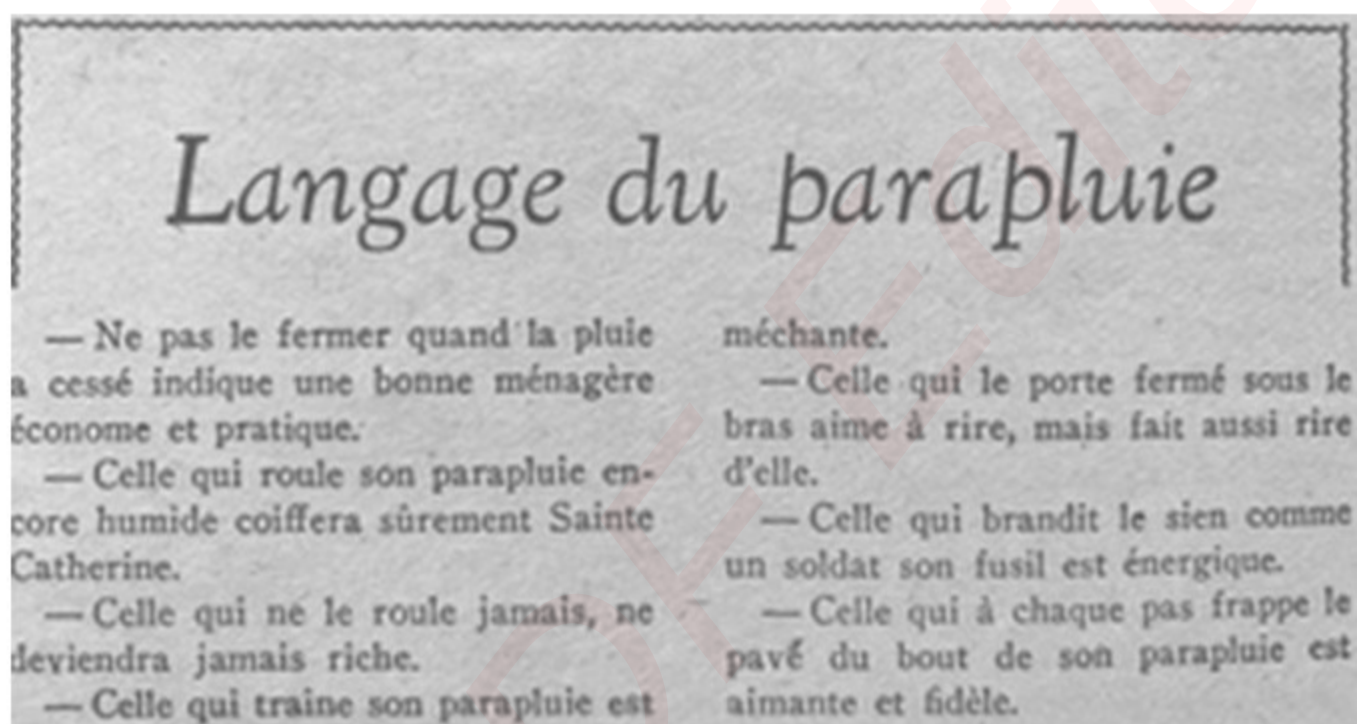 Langage du parapluie
— Ne pas le fermer quand la pluie
a cessé indique une bonne ménagère
économe et pratique.
— Celle qui roule son parapluie en-
core humide coiffera sûrement Sainte
Catherine.
— Celle qui ne le roule jamais, ne
deviendra jamais riche.
— Celle qui traine son parapluie est
méchante.
— Celle qui le porte fermé sous le
bras aime à rire, mais fait aussi rire
d'elle.
— Celle qui brandit le sien comme
un soldat son fusil est énergique.
— Celle qui à chaque pas frappe le
pavé du bout de son parapluie est
aimante et fidèle.